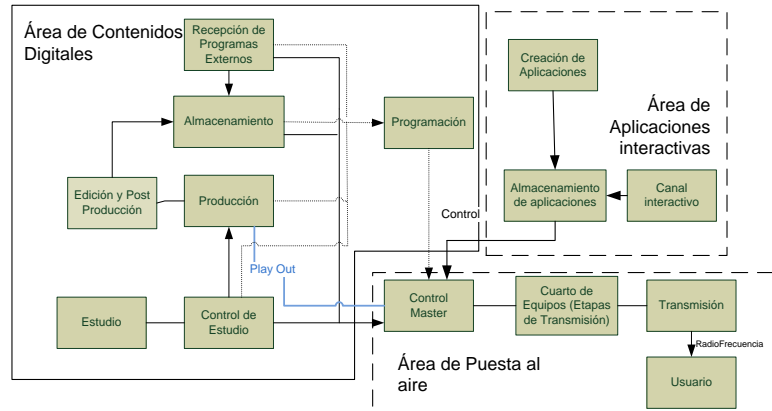 Área de Contenidos
Digitales
Recepción de
Programas
Externos
Almacenamiento
Programación
Edición y Post
Producción
Producción
Play Out
Estudio
Control de
Estudio
Creación de
Aplicaciones
Área de
Aplicaciones
interactivas
Almacenamiento
de aplicaciones
Canal
interactivo
Control
Control
Master
Cuarto de
Equipos (Etapas
de Transmisión)
Transmisión
RadioFrecuencia
Usuario
Área de Puesta al
aire